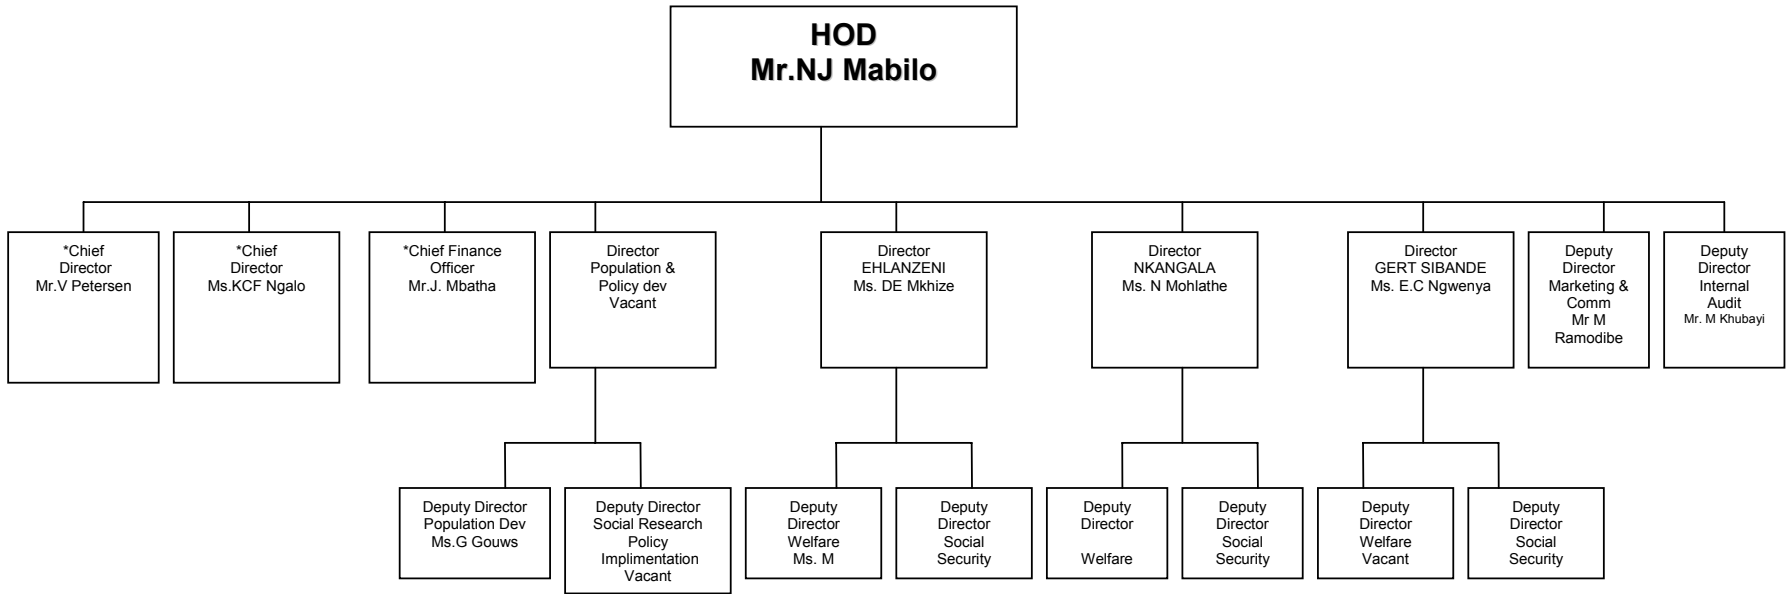 HOD
Mr.NJ Mabilo
*Chief
Director
Mr.V Petersen
*Chief
Director
Ms.KCF Ngalo
*Chief Finance
Officer
Mr.J. Mbatha
Director
Population &
Policy dev
Vacant
Director
EHLANZENI
Ms. DE Mkhize
Director
NKANGALA
Ms. N Mohlathe
Director
GERT SIBANDE
Ms. E.C Ngwenya
Deputy
Director
Marketing &
Comm
Mr M
Ramodibe
Deputy
Director
Internal
Audit
Mr. M Khubayi
Deputy Director
Population Dev
Ms.G Gouws
Deputy Director
Social Research
Policy
Implimentation
Vacant
Deputy
Director
Welfare
Ms. M
Deputy
Director
Social
Security
Deputy
Director
Welfare
Deputy
Director
Social
Security
Deputy
Director
Welfare
Vacant
Deputy
Director
Social
Security